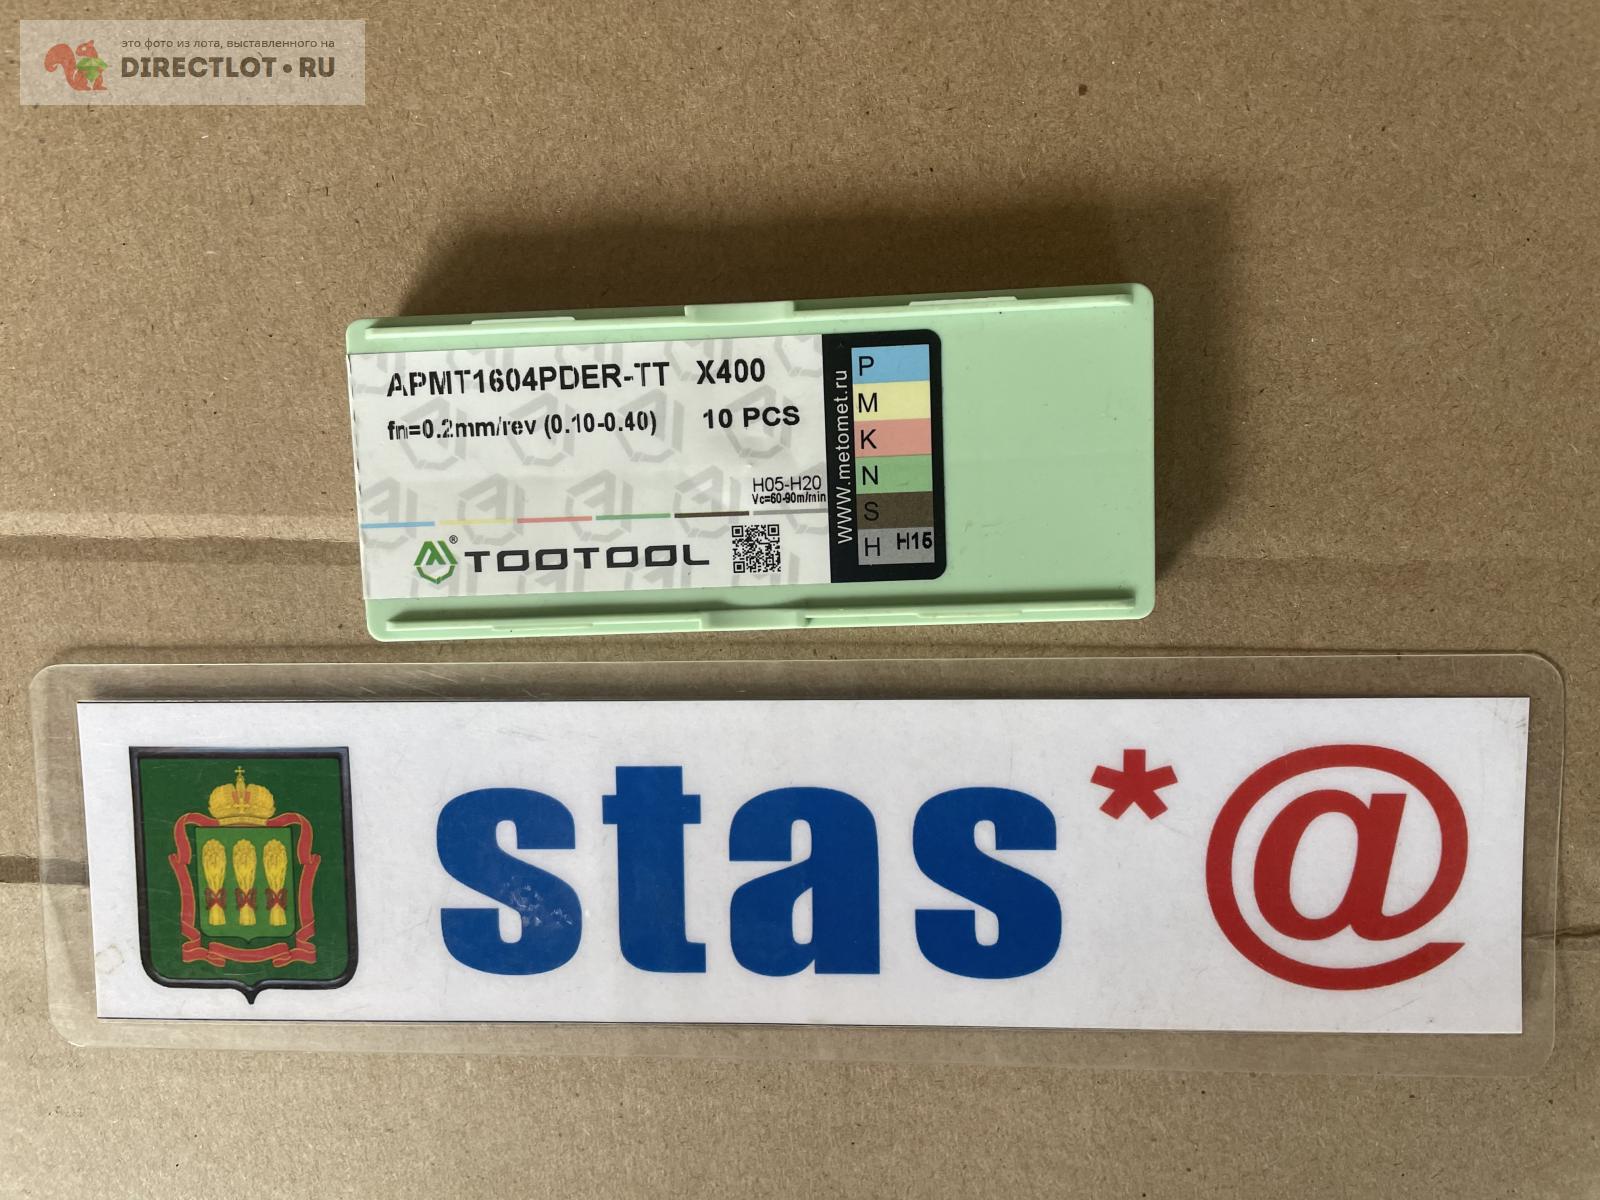 это фото из лота, выставленного на
DIRECTLOT•RU
APMT1604PDER-TT X400
fn=0.2mm/rev (0.10-0.40) 10 PCS
H05-H20
Vc=60-90m/min
®TOOTOOL
www.metomet.ru
P
M
K
N
S
H H15
stas*@